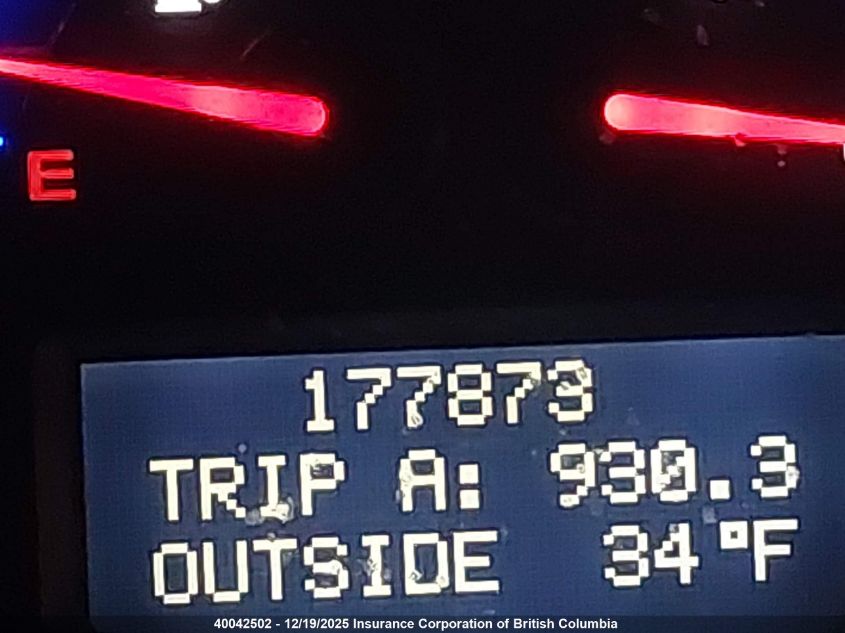 E
177873
TRIP A: 930.3
OUTSIDE 34°F
40042502 - 12/19/2025 Insurance Corporation of British Columbia